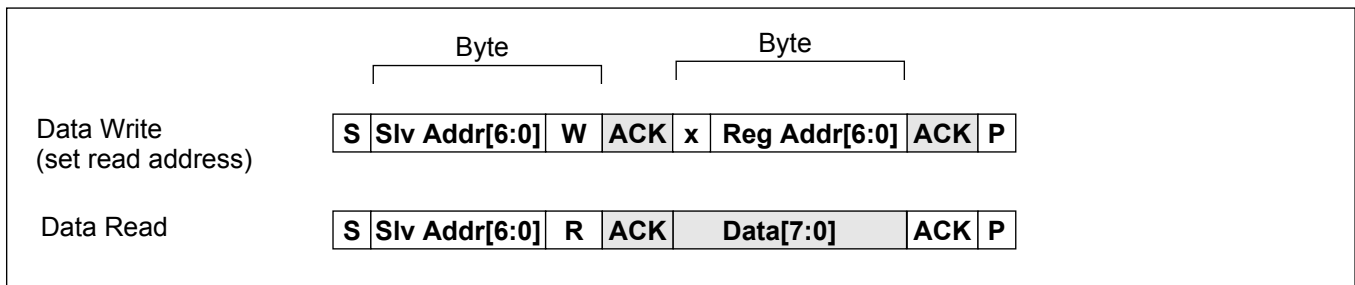 Byte Byte
Data Write
(set read address)
S Slv Addr[6:0] W ACK x Reg Addr[6:0] ACK P
Data Read
S Slv Addr[6:0] R ACK Data[7:0] ACK P